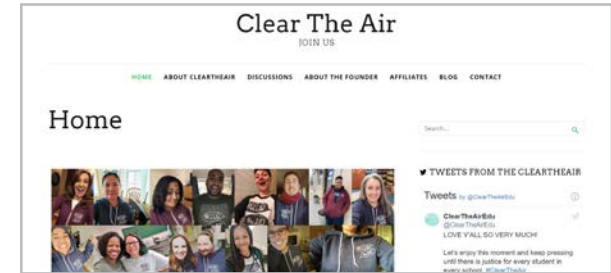 Clear The Air
JOIN US
HOME ABOUT CLEARTHEAIR DISCUSSIONS ABOUT THE FOUNDER AFFILIATES BLOG CONTACT
Home
Search...
TWEETS FROM THE CLEARTHEAIR
Tweets by @ClearTheAirEdu
ClearTheAirEdu
@ClearTheAirEdu
LOVE Y'ALL SO VERY MUCH!
Let's enjoy this moment and keep pressing
until there is justice for every student in
every school. #ClearTheAir